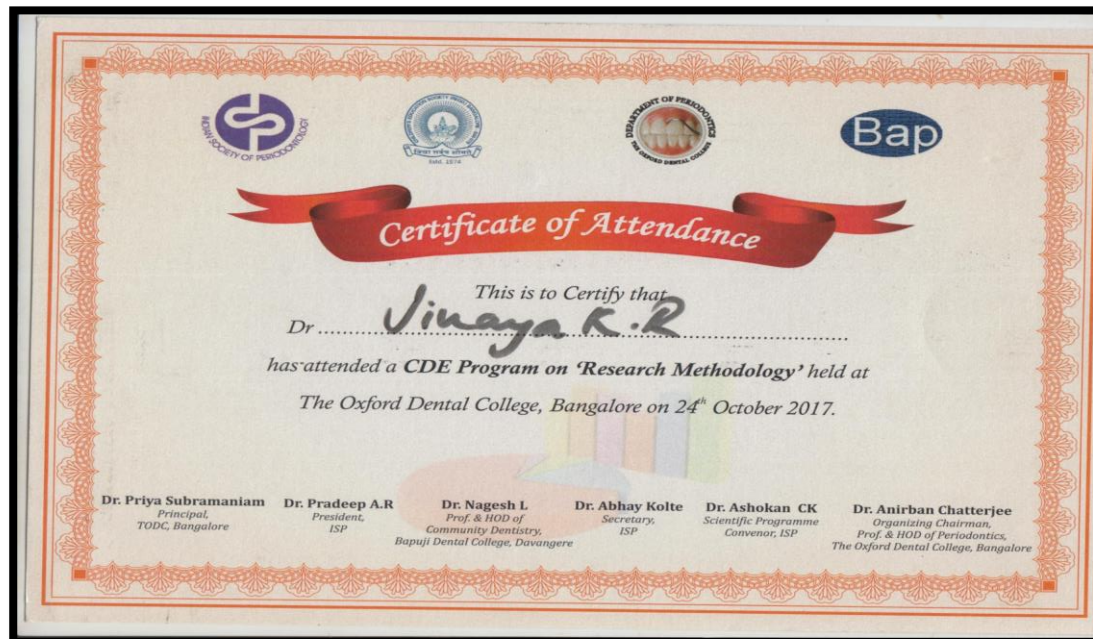 INDIAN SOCIETY OF PERIODONTOLOGY
Estd. 1974
DEPARTMENT OF PERIODONTICS
THE OXFORD DENTAL COLLEGE
Bap
Certificate of Attendance
This is to Certify that
Dr ........Vinaya K.R........
has attended a CDE Program on ‘Research Methodology’ held at
The Oxford Dental College, Bangalore on 24th October 2017.
Dr. Priya Subramaniam
Principal,
TODC, Bangalore
Dr. Pradeep A.R
President,
ISP
Dr. Nagesh L
Prof. & HOD of
Community Dentistry,
Bapuji Dental College, Davangere
Dr. Abhay Kolte
Secretary,
ISP
Dr. Ashokan CK
Scientific Programme
Convenor, ISP
Dr. Anirban Chatterjee
Organizing Chairman,
Prof. & HOD of Periodontics,
The Oxford Dental College, Bangalore